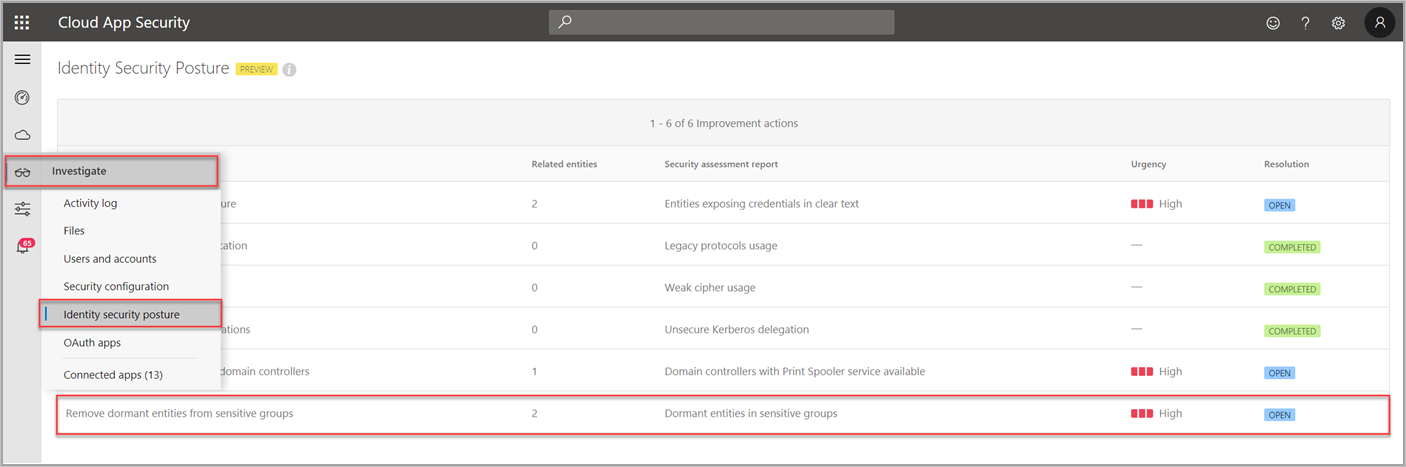 Cloud App Security
?
Identity Security Posture PREVIEW i
1 - 6 of 6 Improvement actions
Related entities Security assessment report Urgency Resolution
Investigate
Activity log
2 Entities exposing credentials in clear text High OPEN
Files
0 Legacy protocols usage — COMPLETED
65
Users and accounts
Security configuration
0 Weak cipher usage — COMPLETED
Identity security posture
0 Unsecure Kerberos delegation — COMPLETED
OAuth apps
domain controllers 1 Domain controllers with Print Spooler service available High OPEN
Connected apps (13)
Remove dormant entities from sensitive groups 2 Dormant entities in sensitive groups High OPEN